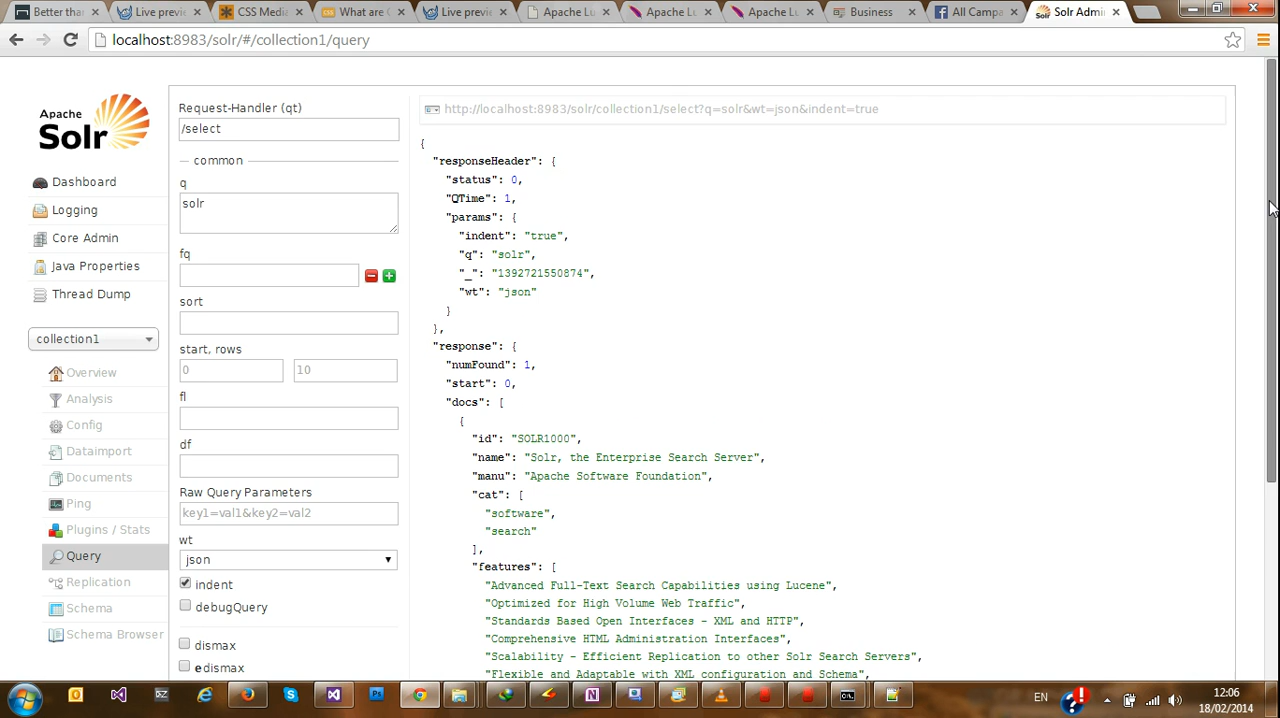 Better tha
Live previe
CSS Media
What are C
Live previe
Apache Lu
Apache Lu
Apache Lu
Business
All Campa
Solr Admi
localhost:8983/solr/#/collection1/query
Apache
Solr
Dashboard
Logging
Core Admin
Java Properties
Thread Dump
collection1
Overview
Analysis
Config
Dataimport
Documents
Ping
Plugins / Stats
Query
Replication
Schema
Schema Browser
Request-Handler (qt)
/select
common
q
solr
fq
sort
start, rows
0
10
fl
df
Raw Query Parameters
key1=val1&key2=val2
wt
json
indent
debugQuery
dismax
edismax
http://localhost:8983/solr/collection1/select?q=solr&wt=json&indent=true
{
"responseHeader": {
"status": 0,
"QTime": 1,
"params": {
"indent": "true",
"q": "solr",
"_": "1392721550874",
"wt": "json"
}
},
"response": {
"numFound": 1,
"start": 0,
"docs": [
{
"id": "SOLR1000",
"name": "Solr, the Enterprise Search Server",
"manu": "Apache Software Foundation",
"cat": [
"software",
"search"
],
"features": [
"Advanced Full-Text Search Capabilities using Lucene",
"Optimized for High Volume Web Traffic",
"Standards Based Open Interfaces - XML and HTTP",
"Comprehensive HTML Administration Interfaces",
"Scalability - Efficient Replication to other Solr Search Servers",
"Flexible and Adaptable with XML configuration and Schema",
EN
12:06
18/02/2014